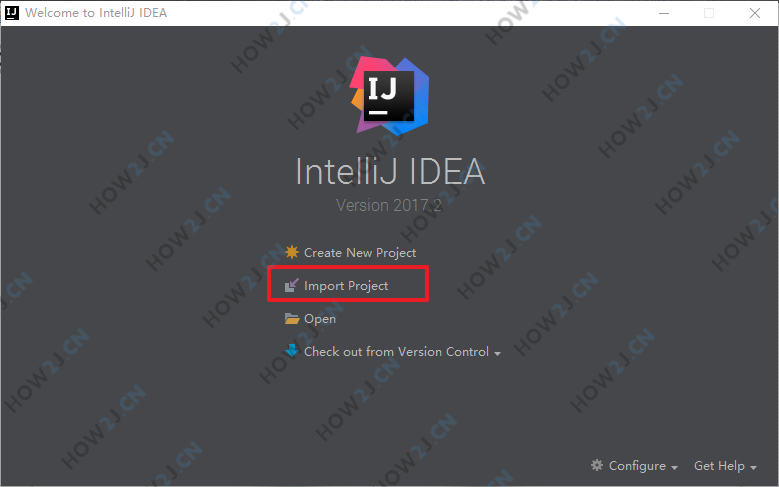 Welcome to IntelliJ IDEA
IJ
IntelliJ IDEA
Version 2017.2
Create New Project
Import Project
Open
Check out from Version Control
Configure
Get Help
HOW2J.CN